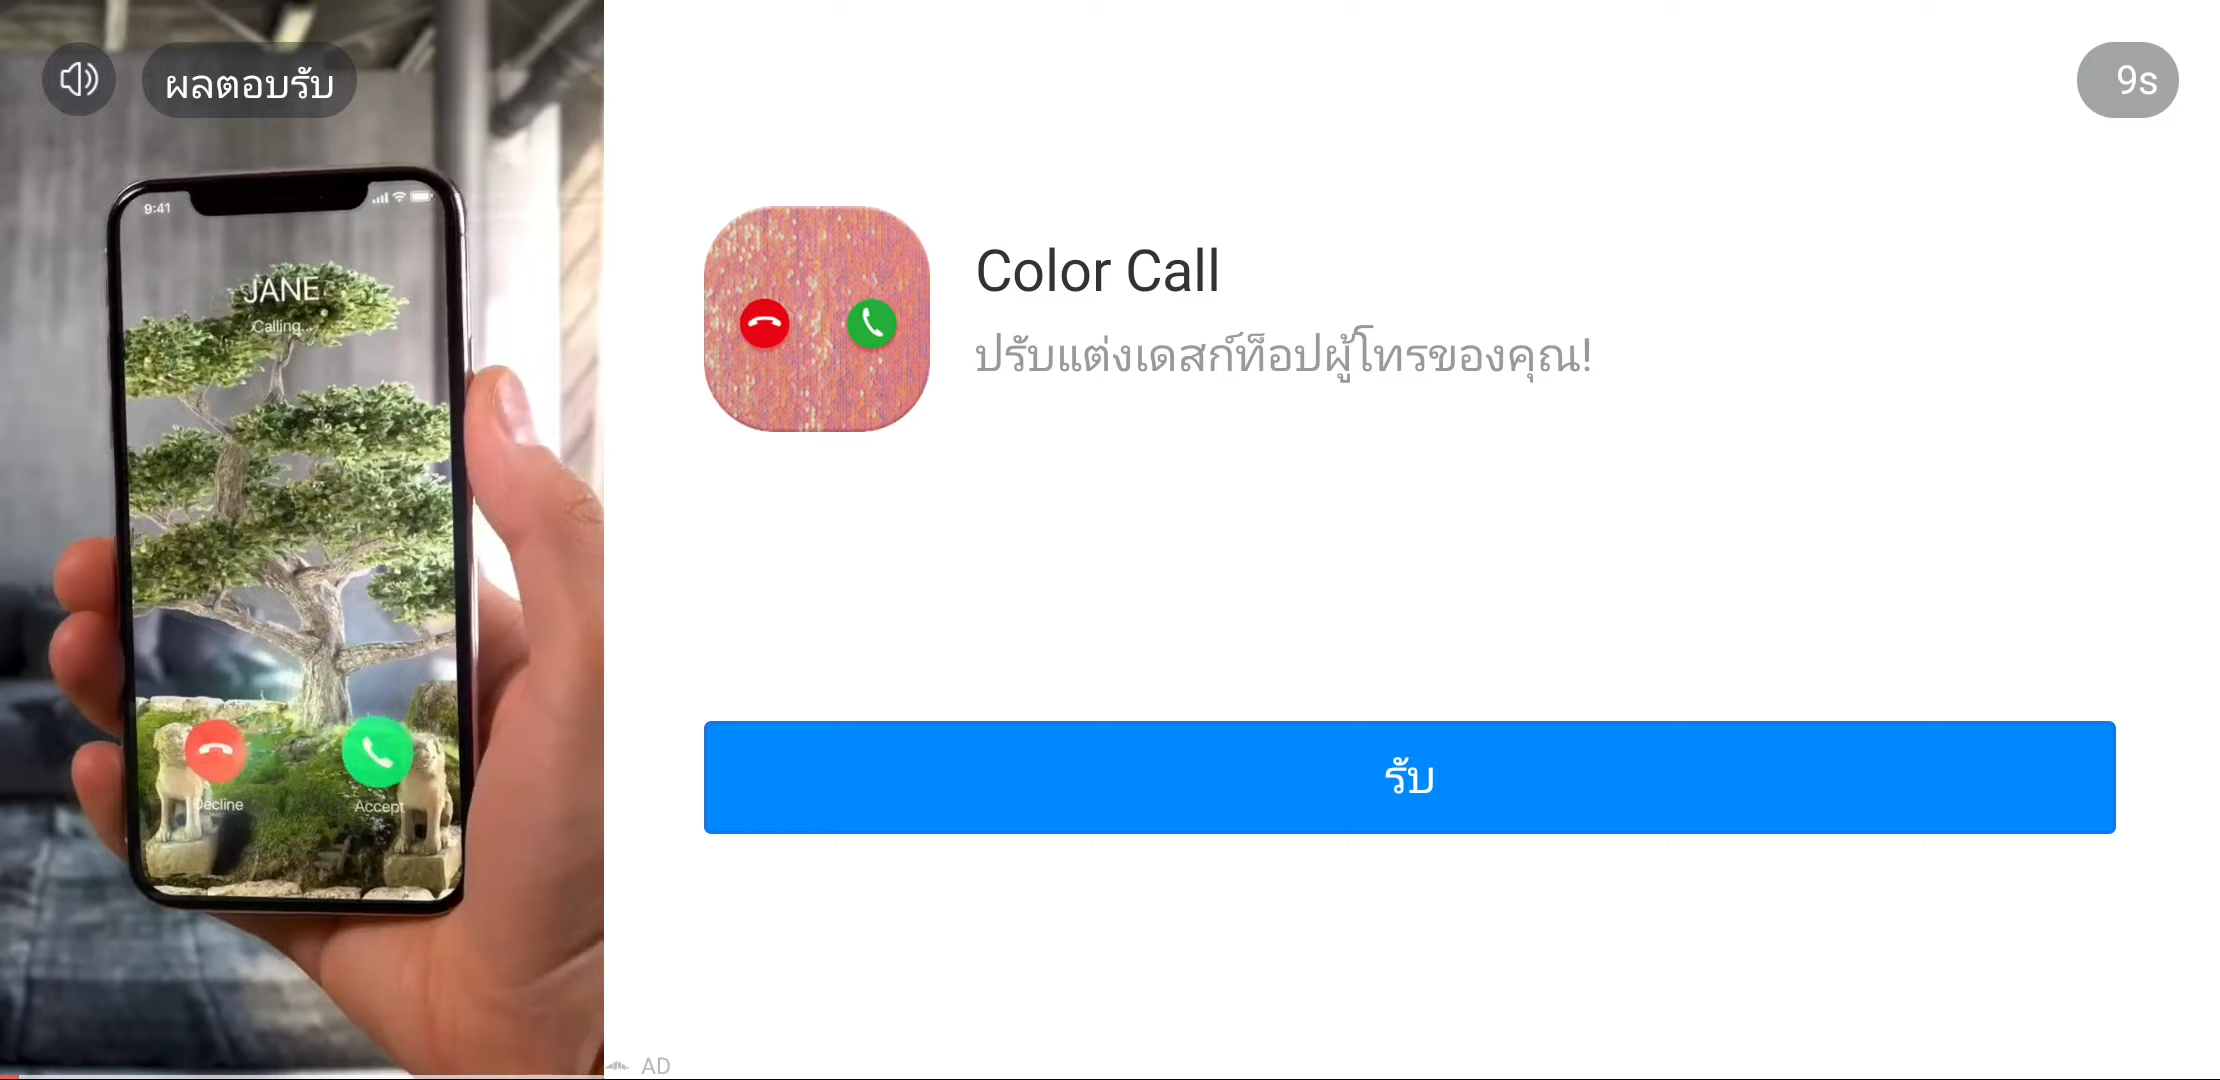 ผลตอบรับ
9s
9:41
JANE
Calling...
Decline
Accept
Color Call
ปรับแต่งเดสก์ท็อปผู้โทรของคุณ!
รับ
AD